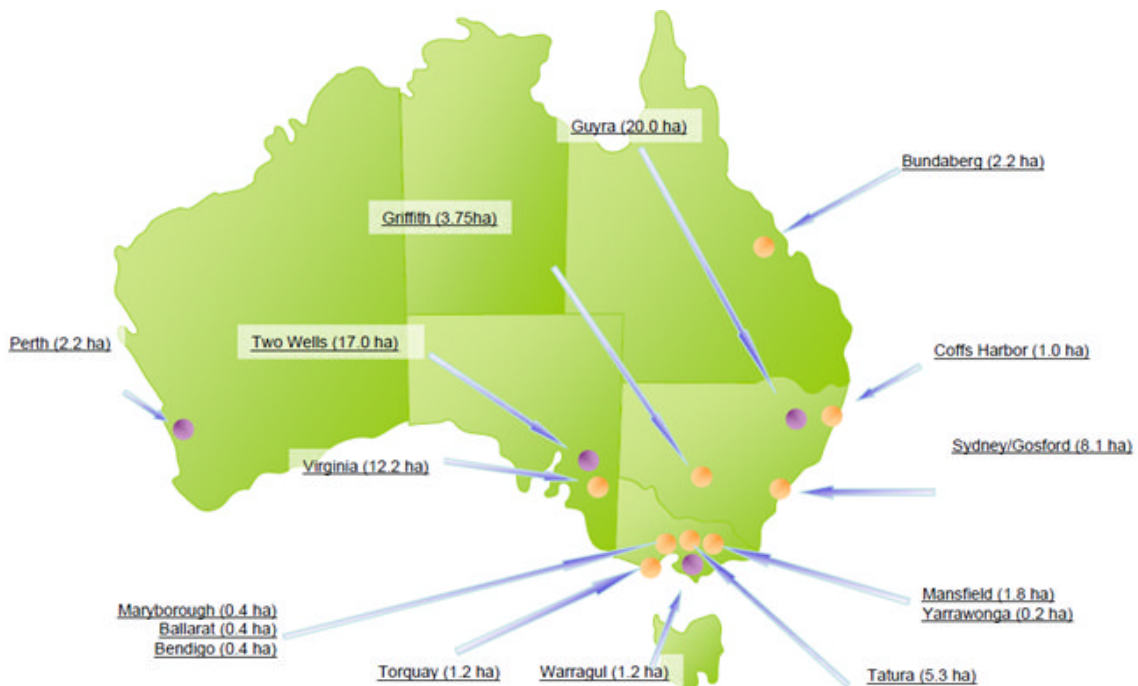 Guyra (20.0 ha)
Bundaberg (2.2 ha)
Griffith (3.75ha)
Perth (2.2 ha)
Two Wells (17.0 ha)
Coffs Harbor (1.0 ha)
Sydney/Gosford (8.1 ha)
Virginia (12.2 ha)
Mansfield (1.8 ha)
Yarrawonga (0.2 ha)
Maryborough (0.4 ha)
Ballarat (0.4 ha)
Bendigo (0.4 ha)
Torquay (1.2 ha)
Warragul (1.2 ha)
Tatura (5.3 ha)